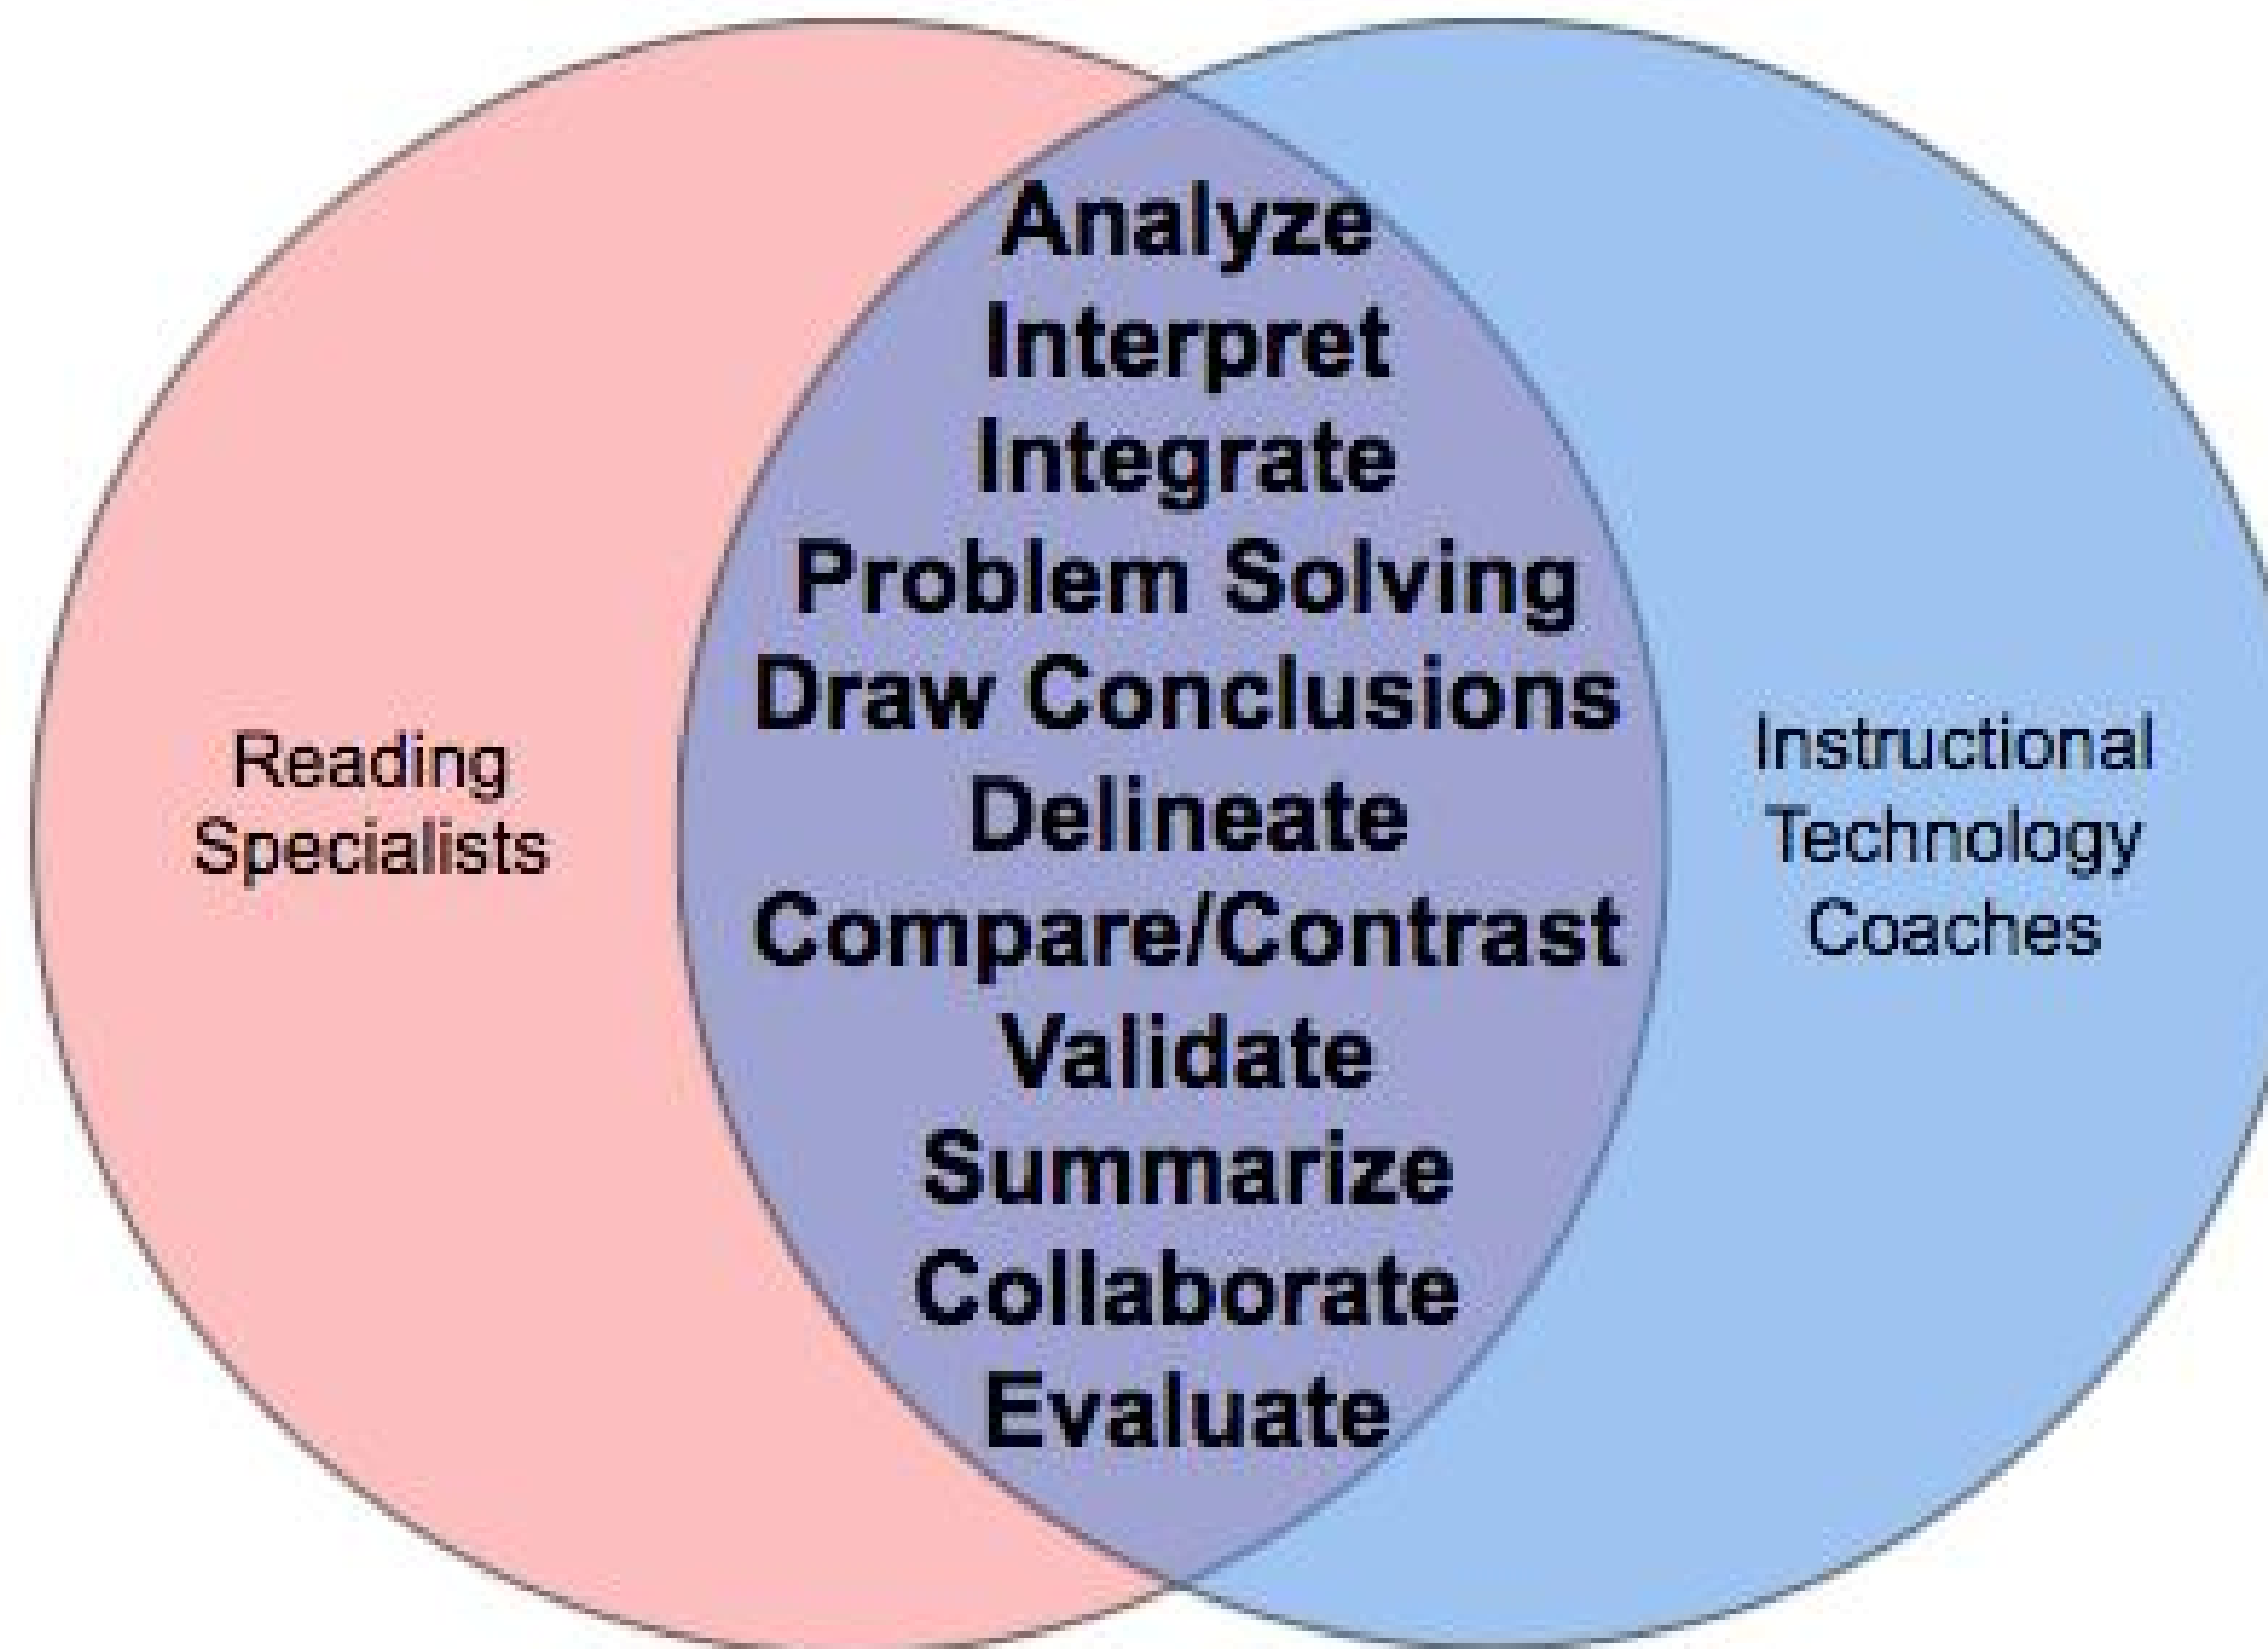 Analyze
Interpret
Integrate
Problem Solving
Draw Conclusions
Delineate
Compare/Contrast
Validate
Summarize
Collaborate
Evaluate
Reading
Specialists
Instructional
Technology
Coaches